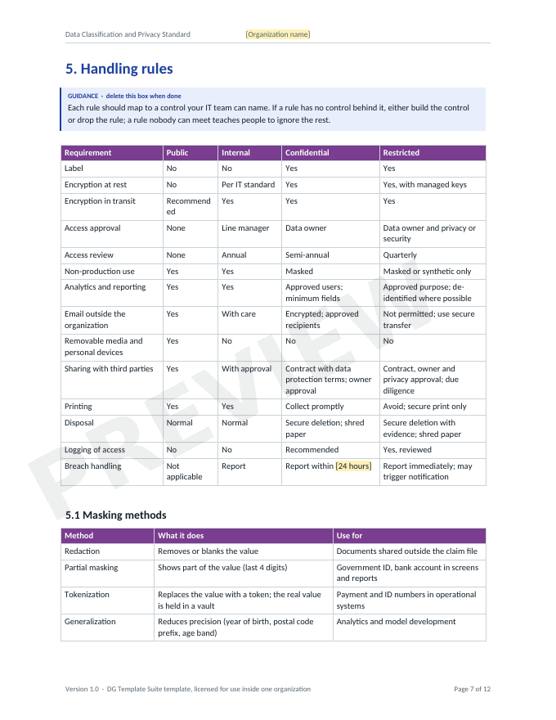 Data Classification and Privacy Standard [Organization name]
5. Handling rules
GUIDANCE - delete this box when done
Each rule should map to a control your IT team can name. If a rule has no control behind it, either build the control
or drop the rule; a rule nobody can meet teaches people to ignore the rest.
Requirement Public Internal Confidential Restricted
Label No No Yes Yes
Encryption at rest No Per IT standard Yes Yes, with managed keys
Encryption in transit Recommend Yes Yes Yes
ed
Access approval None Line manager Data owner Data owner and privacy or
security
Access review None Annual Semi-annual Quarterly
Non-production use Yes Yes Masked Masked or synthetic only
Analytics and reporting Yes Yes Approved users; Approved purpose; de-
minimum fields identified where possible
Email outside the Yes With care Encrypted; approved Not permitted; use secure
organization recipients transfer
Removable media and Yes No No No
personal devices
Sharing with third parties Yes With approval Contract with data Contract, owner and
protection terms; owner privacy approval; due
approval diligence
Printing Yes Yes Collect promptly Avoid; secure print only
Disposal Normal Normal Secure deletion; shred Secure deletion with
paper evidence; shred paper
Logging of access No No Recommended Yes, reviewed
Breach handling Not Report Report within [24 hours] Report immediately; may
applicable trigger notification
PREVIEW
5.1 Masking methods
Method What it does Use for
Redaction Removes or blanks the value Documents shared outside the claim file
Partial masking Shows part of the value (last 4 digits) Government ID, bank account in screens
and reports
Tokenization Replaces the value with a token; the real value Payment and ID numbers in operational
is held in a vault systems
Generalization Reduces precision (year of birth, postal code Analytics and model development
prefix, age band)
Version 1.0 - DG Template Suite template, licensed for use inside one organization Page 7 of 12